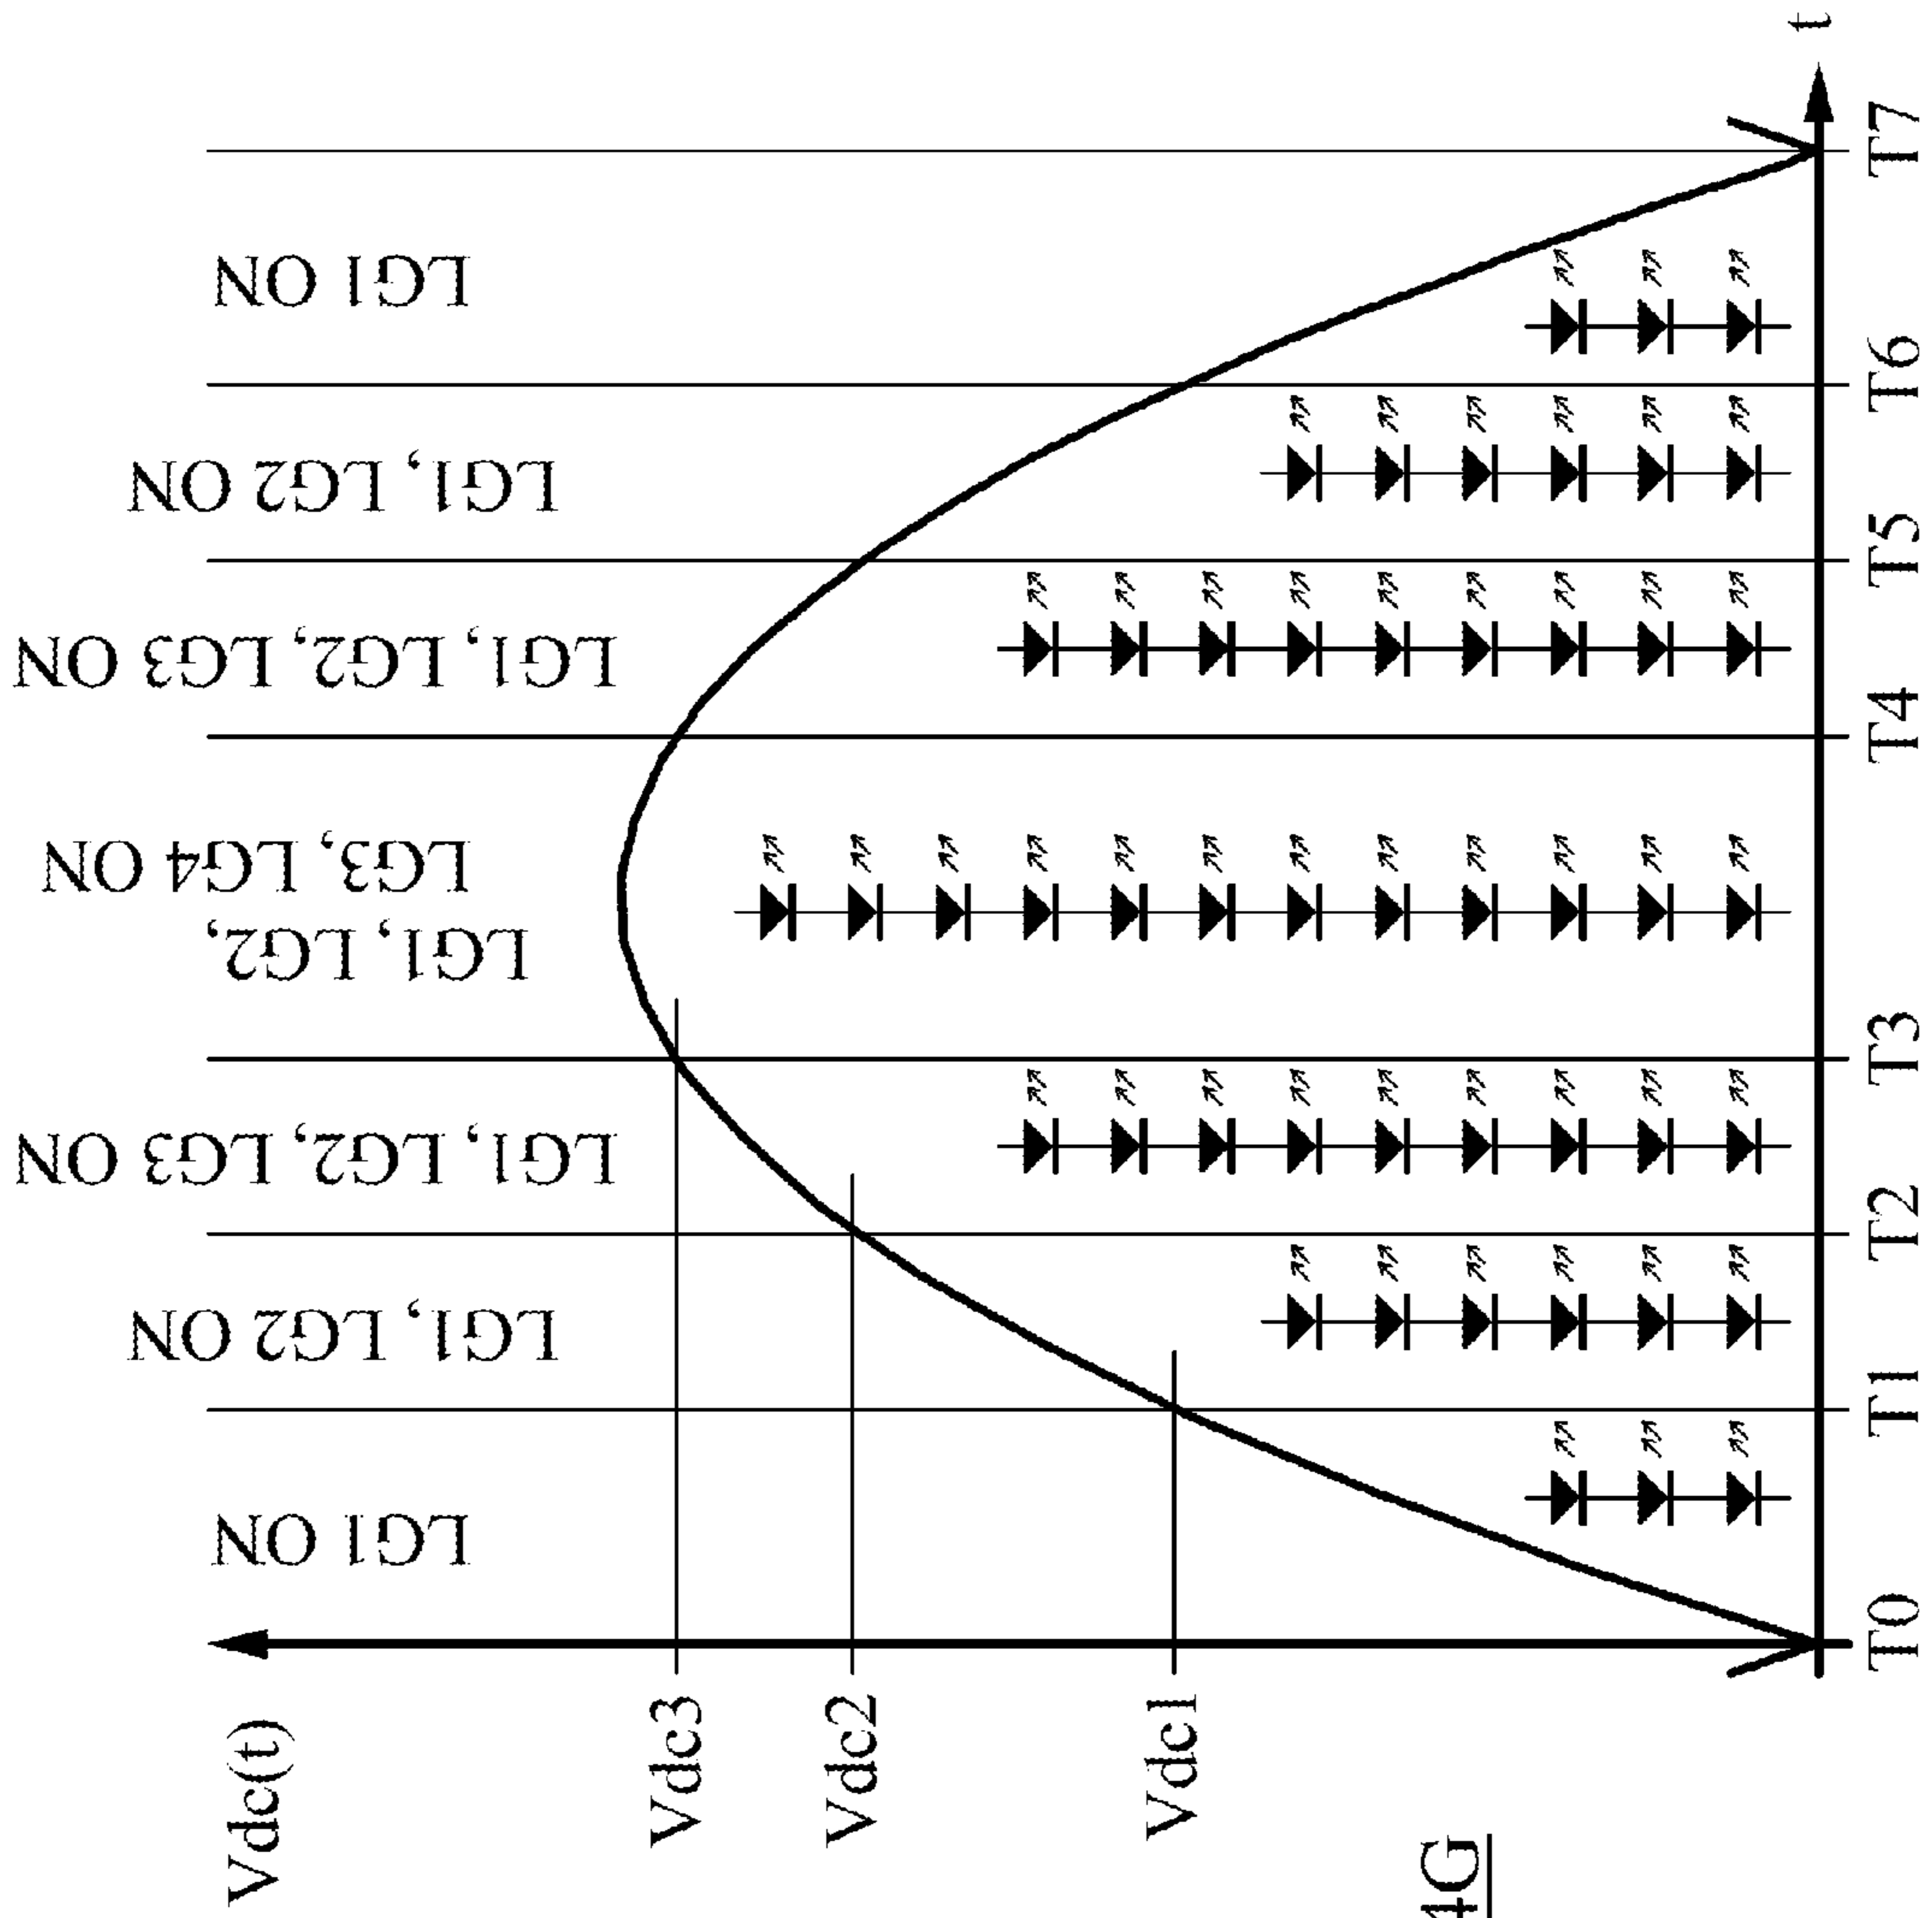 Vdc(t)
LG1 ON
LG1, LG2 ON
LG1, LG2, LG3 ON
LG1, LG2,
LG3, LG4 ON
LG1, LG2, LG3 ON
LG1, LG2 ON
LG1 ON
Vdc3
Vdc2
Vdc1
T0 T1 T2 T3 T4 T5 T6 T7 t
4G